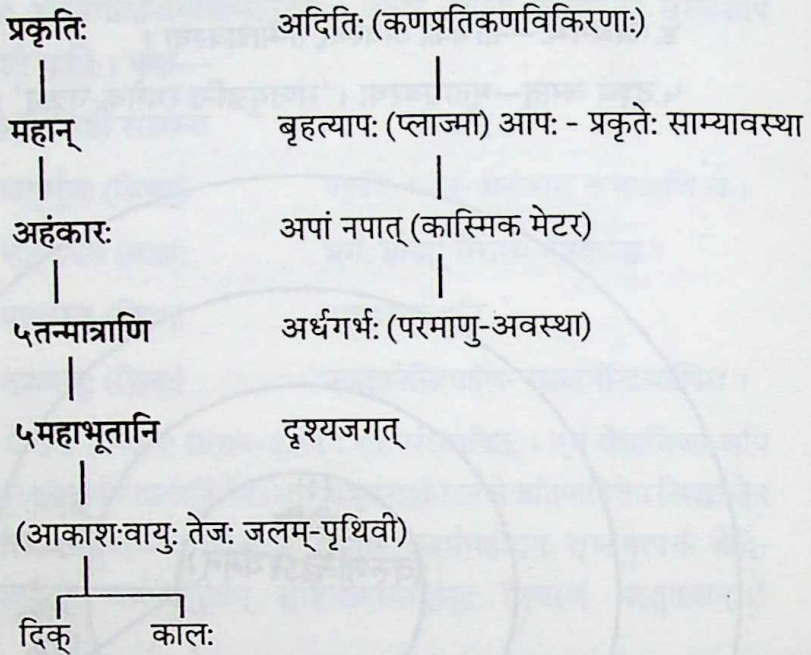 प्रकृतिः अदितिः (कणप्रतिकणविकिरणाः)
महान् बृहत्यापः (प्लाज्मा) आपः - प्रकृतेः साम्यावस्था
अहंकारः अपां नपात् (कास्मिक मेटर)
५तन्मात्राणि अर्धगर्भः (परमाणु-अवस्था)
५महाभूतानि दृश्यजगत्
(आकाशःवायुः तेजः जलम्-पृथिवी)
दिक् कालः